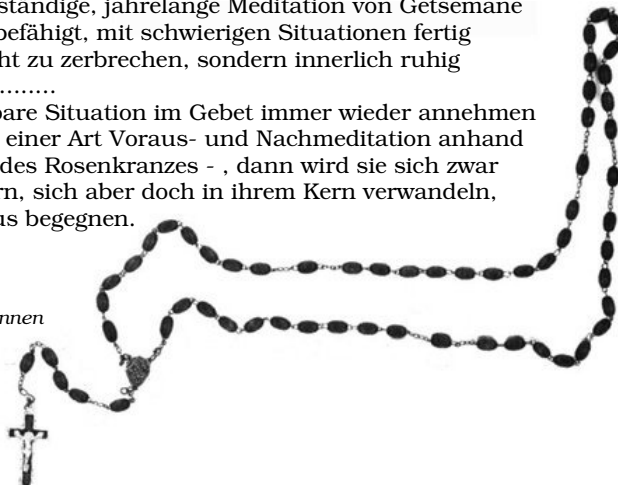 ständige, jahrelange Meditation von Getsemane
befähigt, mit schwierigen Situationen fertig
ht zu zerbrechen, sondern innerlich ruhig
........
bare Situation im Gebet immer wieder annehmen
einer Art Voraus- und Nachmeditation anhand
des Rosenkranzes - , dann wird sie sich zwar
rn, sich aber doch in ihrem Kern verwandeln,
us begegnen.
nnen